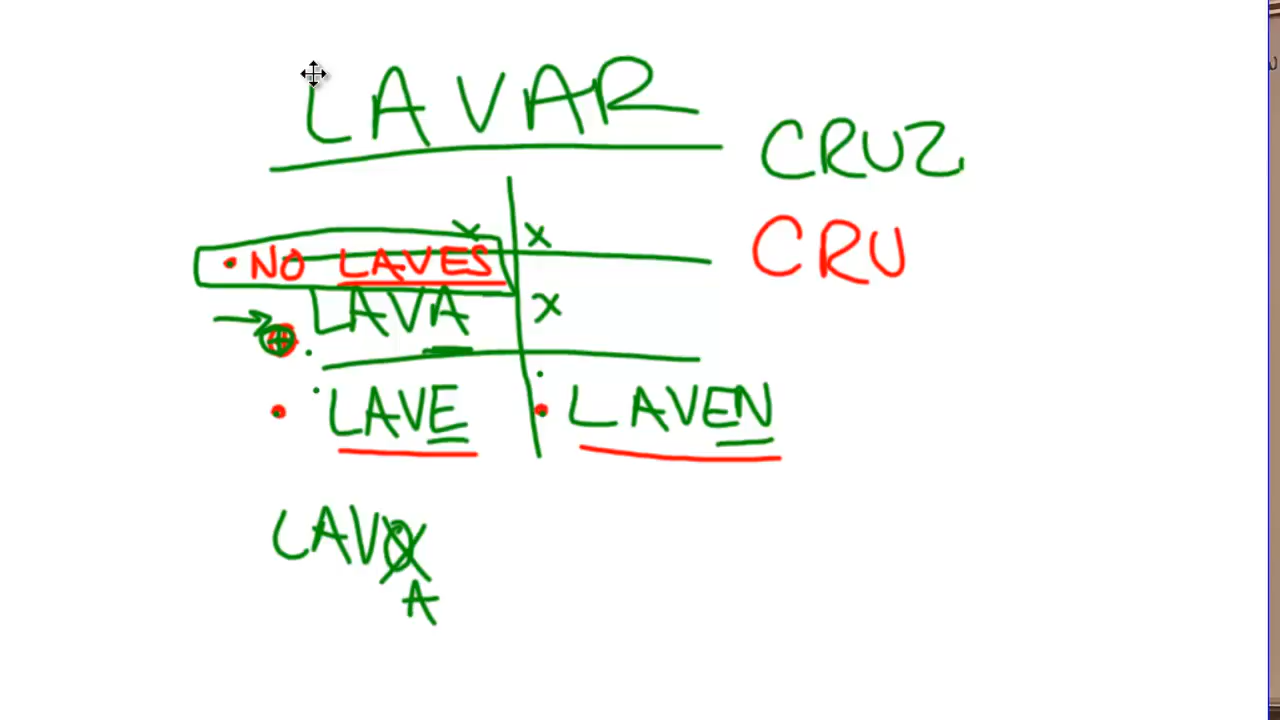 LAVAR
CRUZ
X X
• NO LAVES
CRU
→ + LAVA X
• LAVE • LAVEN
LAVO
A